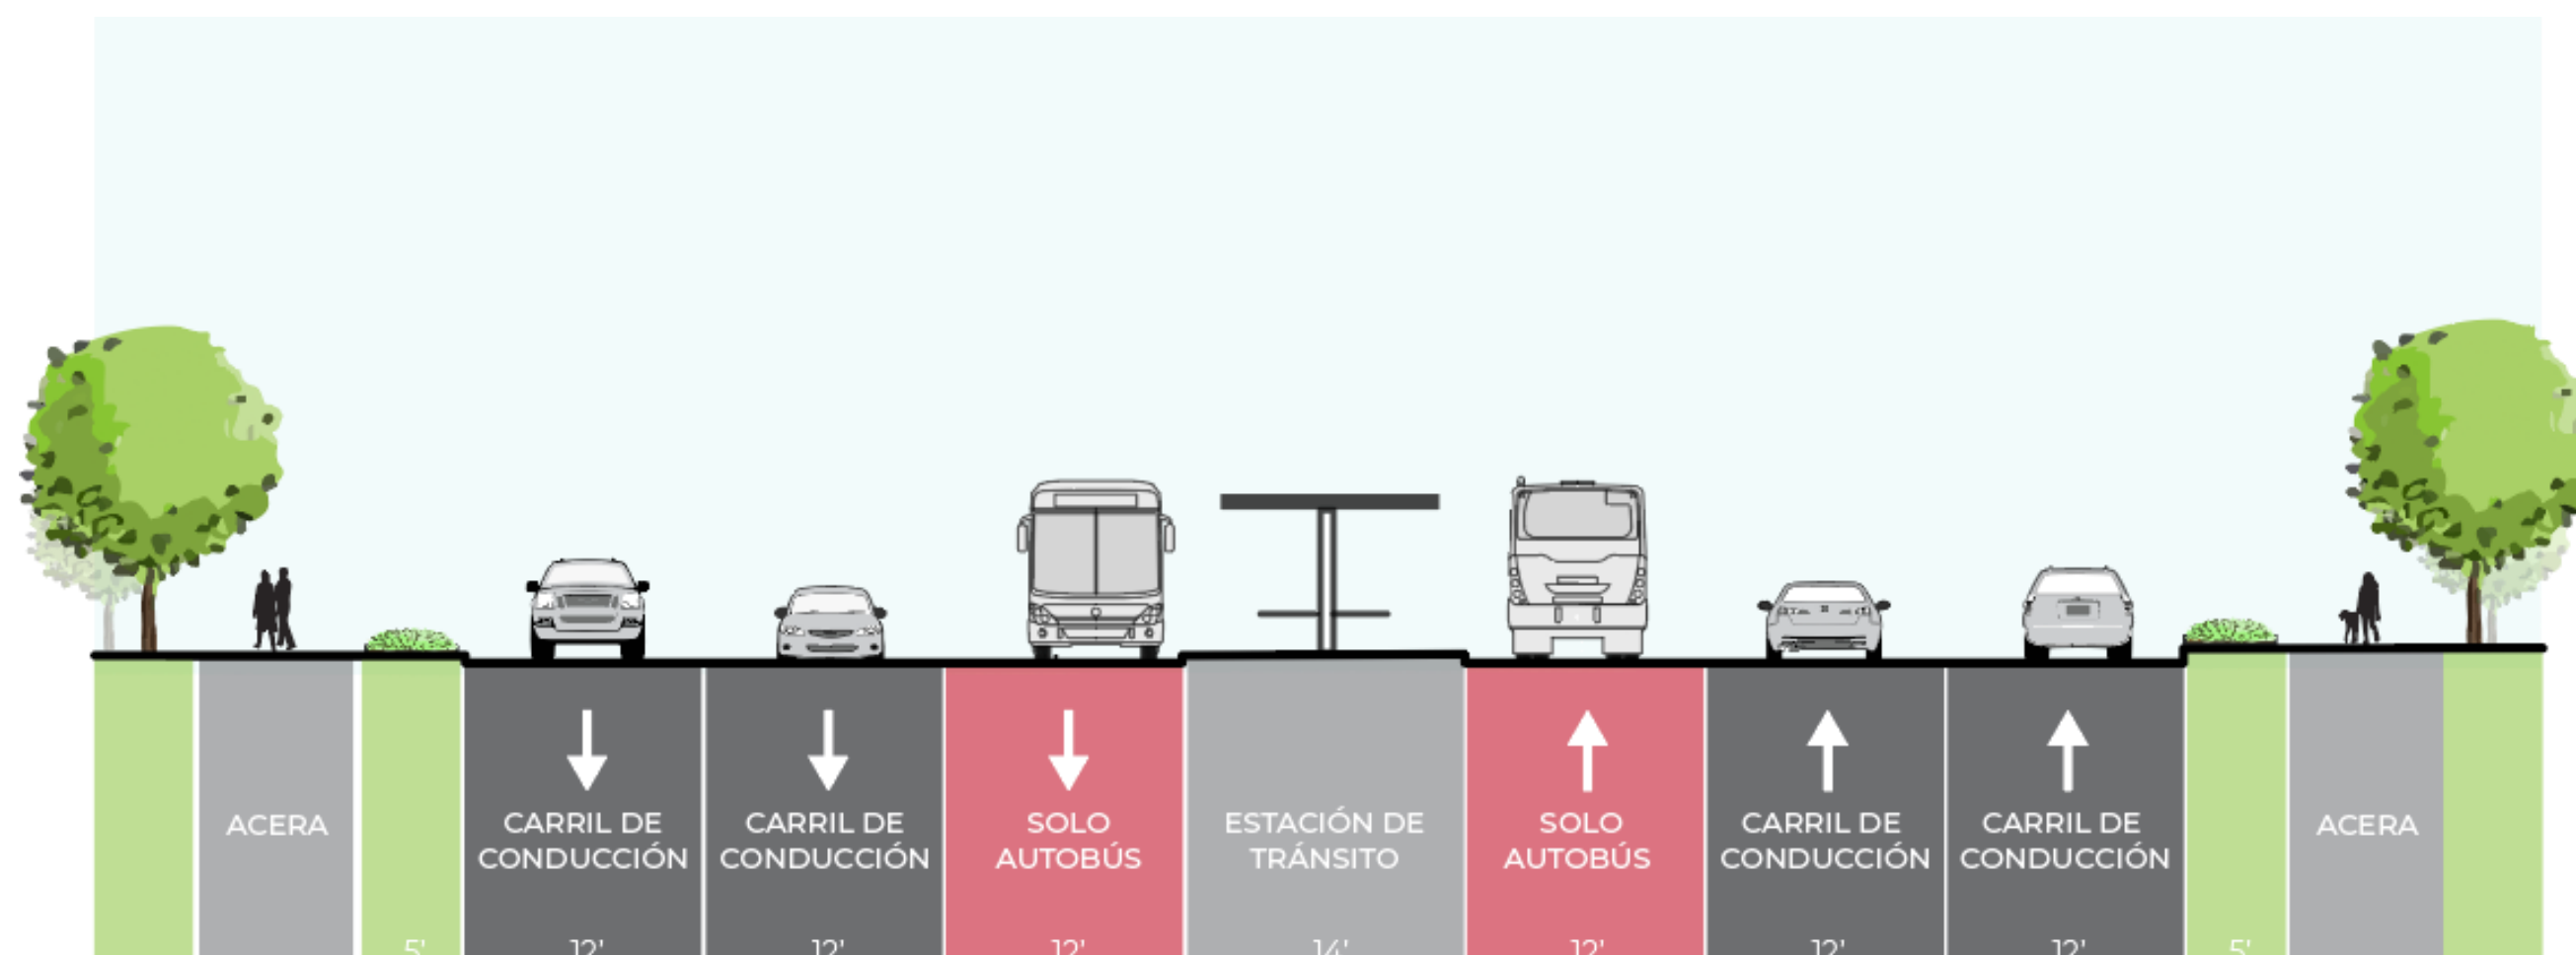 ACERA
CARRIL DE
CONDUCCIÓN
CARRIL DE
CONDUCCIÓN
SOLO
AUTOBÚS
ESTACIÓN DE
TRÁNSITO
SOLO
AUTOBÚS
CARRIL DE
CONDUCCIÓN
CARRIL DE
CONDUCCIÓN
ACERA
5' 12' 12' 12' 14' 12' 12' 12' 5'